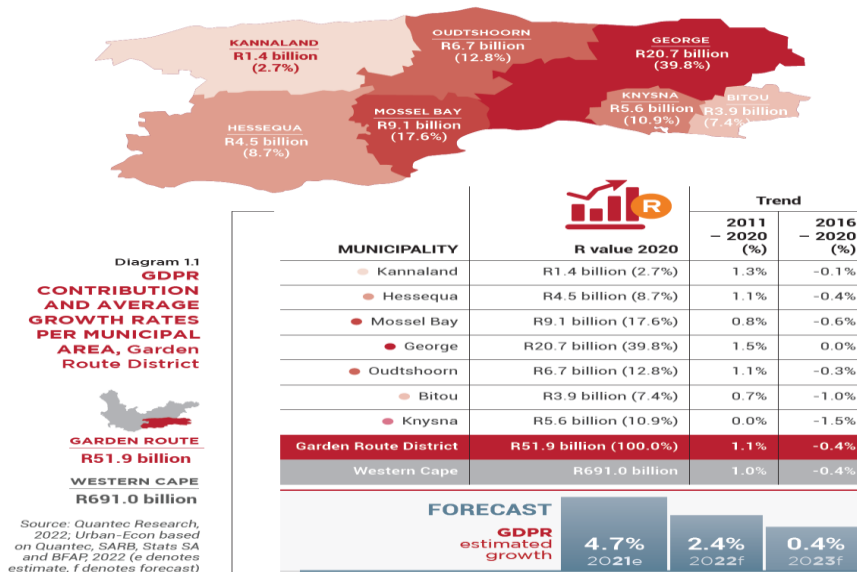 KANNALAND
R1.4 billion
(2.7%)
OUDTSHOORN
R6.7 billion
(12.8%)
GEORGE
R20.7 billion
(39.8%)
HESSEQUA
R4.5 billion
(8.7%)
MOSSEL BAY
R9.1 billion
(17.6%)
KNYSNA
R5.6 billion
(10.9%)
BITOU
R3.9 billion
(7.4%)
Diagram 1.1
GDPR
CONTRIBUTION
AND AVERAGE
GROWTH RATES
PER MUNICIPAL
AREA, Garden
Route District
GARDEN ROUTE
R51.9 billion
WESTERN CAPE
R691.0 billion
Source: Quantec Research,
2022; Urban-Econ based
on Quantec, SARB, Stats SA
and BFAP, 2022 (e denotes
estimate, f denotes forecast)
R
Trend
MUNICIPALITY R value 2020 2011 – 2020 (%) 2016 – 2020 (%)
Kannaland R1.4 billion (2.7%) 1.3% -0.1%
Hessequa R4.5 billion (8.7%) 1.1% -0.4%
Mossel Bay R9.1 billion (17.6%) 0.8% -0.6%
George R20.7 billion (39.8%) 1.5% 0.0%
Oudtshoorn R6.7 billion (12.8%) 1.1% -0.3%
Bitou R3.9 billion (7.4%) 0.7% -1.0%
Knysna R5.6 billion (10.9%) 0.0% -1.5%
Garden Route District R51.9 billion (100.0%) 1.1% -0.4%
Western Cape R691.0 billion 1.0% -0.4%
FORECAST
GDPR
estimated
growth
4.7% 2.4% 0.4%
2021e 2022f 2023f